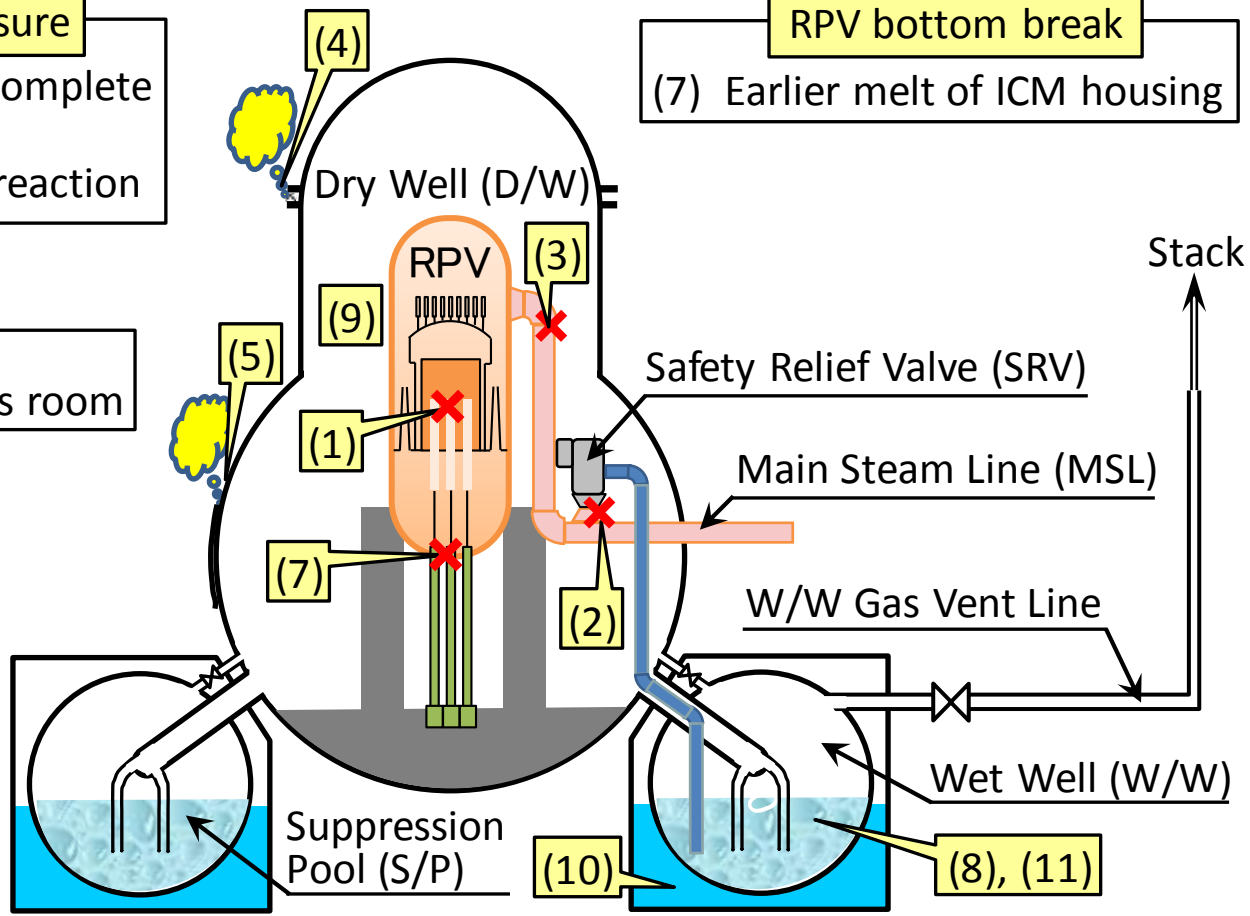 sure
omplete
reaction
(4)
RPV bottom break
(7) Earlier melt of ICM housing
Dry Well (D/W)
RPV
(3)
Stack
(9)
(5)
s room
Safety Relief Valve (SRV)
(1)
Main Steam Line (MSL)
(7)
(2)
W/W Gas Vent Line
Wet Well (W/W)
Suppression
Pool (S/P)
(10)
(8), (11)